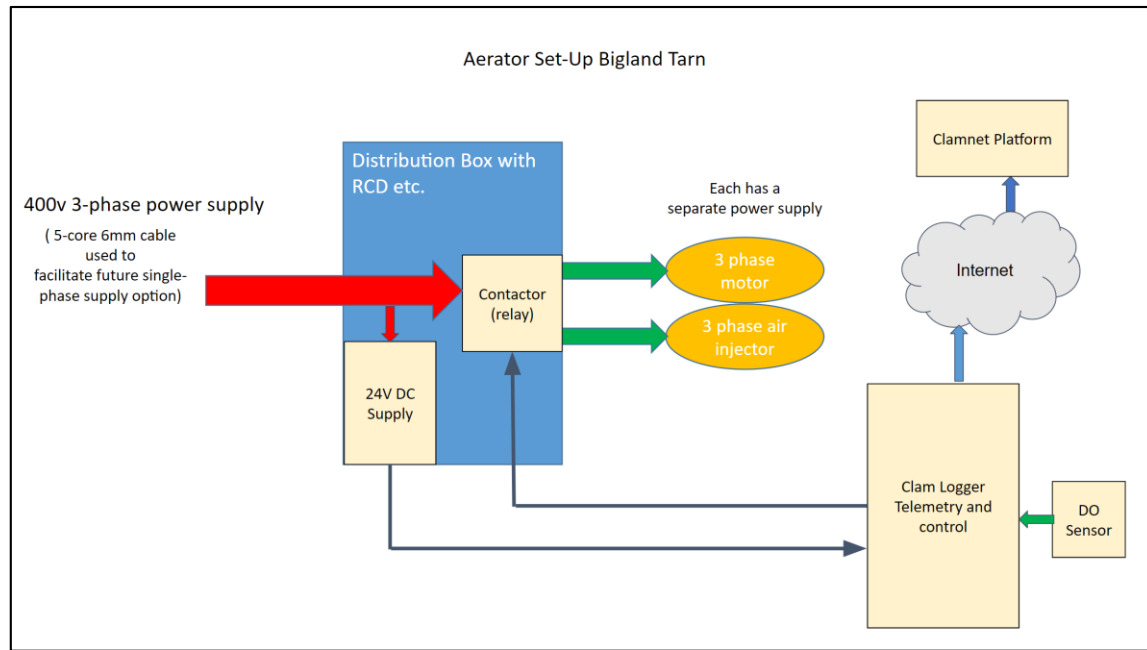 Aerator Set-Up Bigland Tarn
Clamnet Platform
Distribution Box with
RCD etc.
400v 3-phase power supply
( 5-core 6mm cable
used to
facilitate future single-
phase supply option)
Each has a
separate power supply
3 phase
motor
Internet
Contactor
(relay)
3 phase air
injector
24V DC
Supply
Clam Logger
Telemetry and
control
DO
Sensor